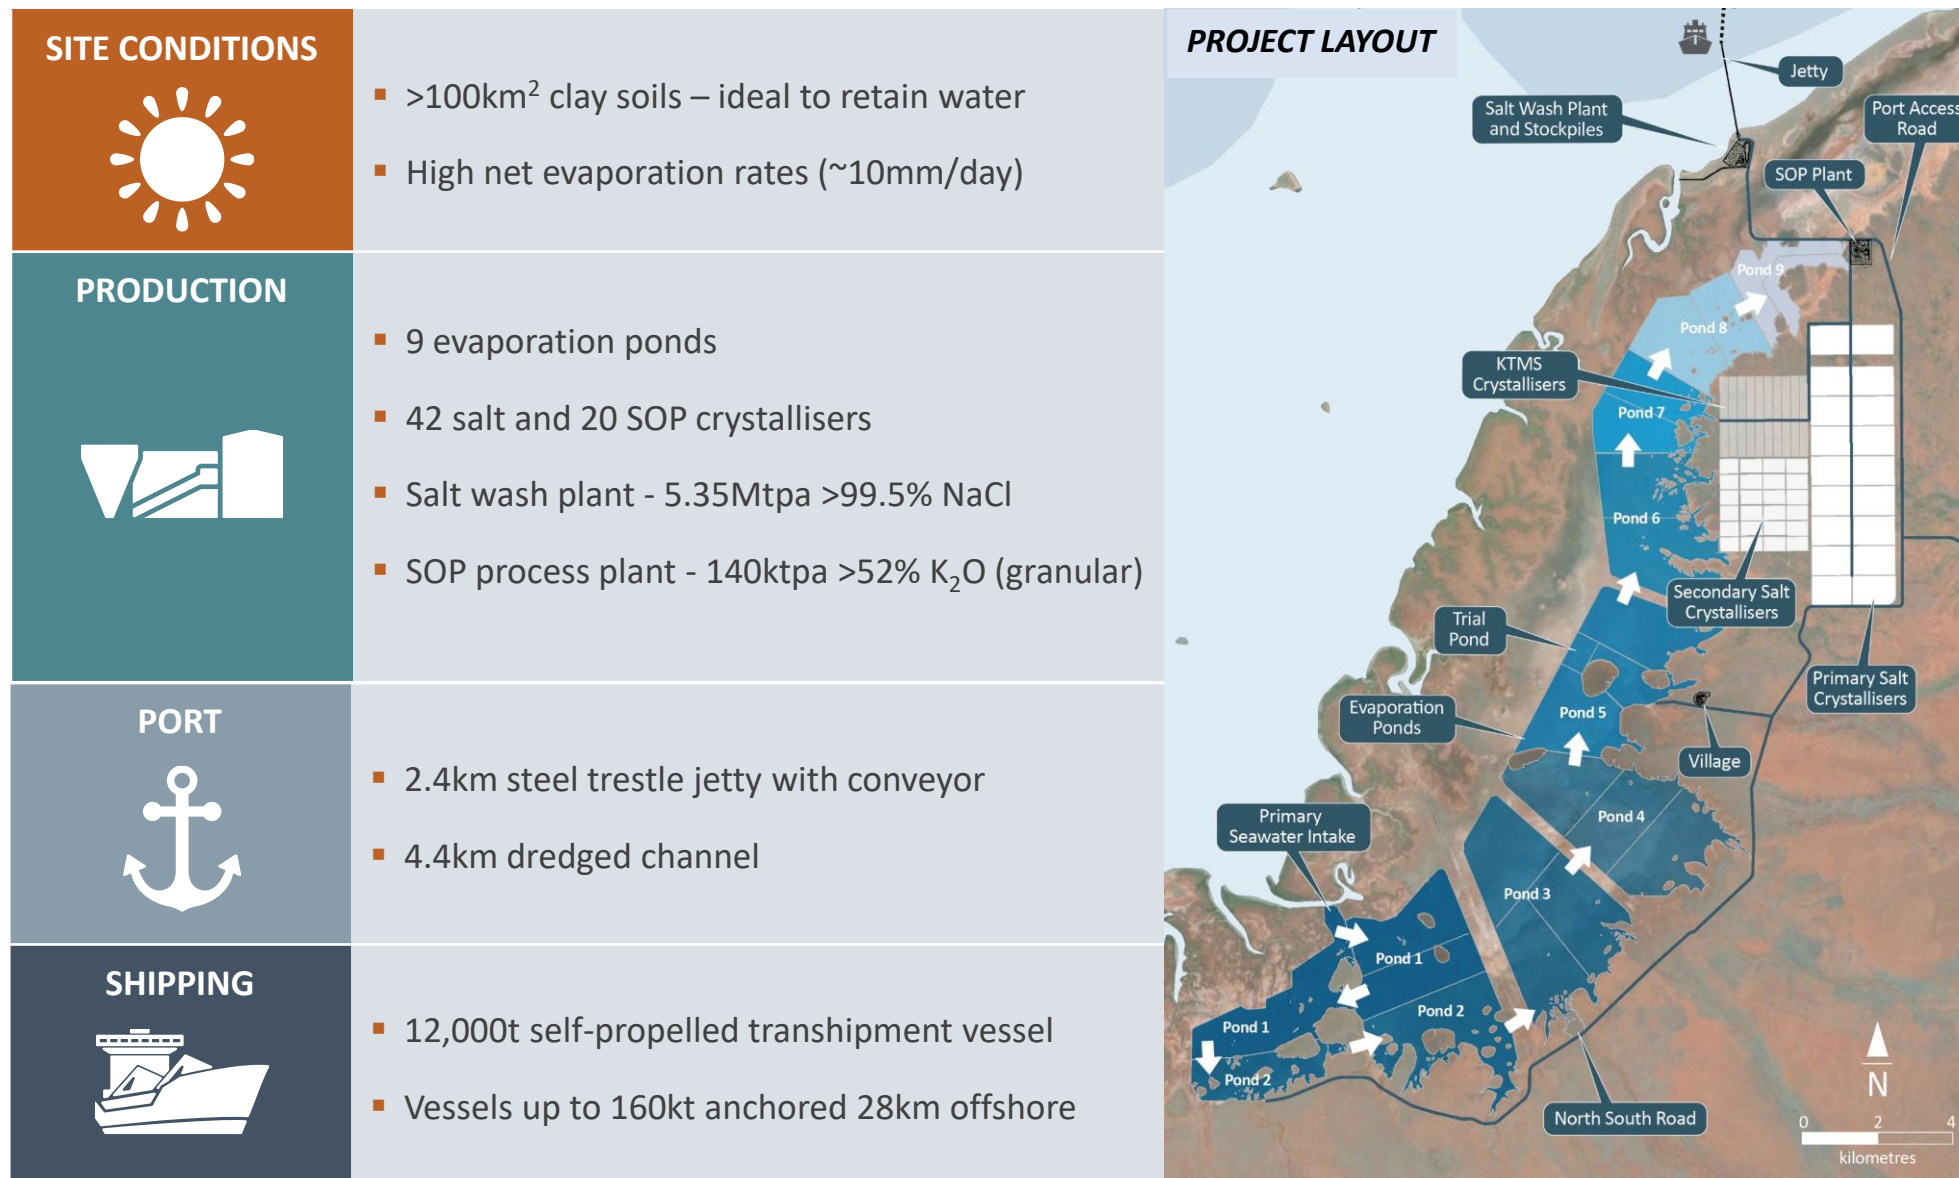 SITE CONDITIONS
▪ >100km² clay soils – ideal to retain water
▪ High net evaporation rates (~10mm/day)
PRODUCTION
▪ 9 evaporation ponds
▪ 42 salt and 20 SOP crystallisers
▪ Salt wash plant - 5.35Mtpa >99.5% NaCl
▪ SOP process plant - 140ktpa >52% K₂O (granular)
PORT
▪ 2.4km steel trestle jetty with conveyor
▪ 4.4km dredged channel
SHIPPING
▪ 12,000t self-propelled transhipment vessel
▪ Vessels up to 160kt anchored 28km offshore
PROJECT LAYOUT
Jetty
Salt Wash Plant
and Stockpiles
Port Access
Road
SOP Plant
Pond 9
Pond 8
KTMS
Crystallisers
Pond 7
Pond 6
Secondary Salt
Crystallisers
Trial
Pond
Primary Salt
Crystallisers
Evaporation
Ponds
Pond 5
Village
Primary
Seawater Intake
Pond 4
Pond 3
Pond 1
Pond 2
Pond 1
Pond 2
North South Road
N
0 2 4
kilometres